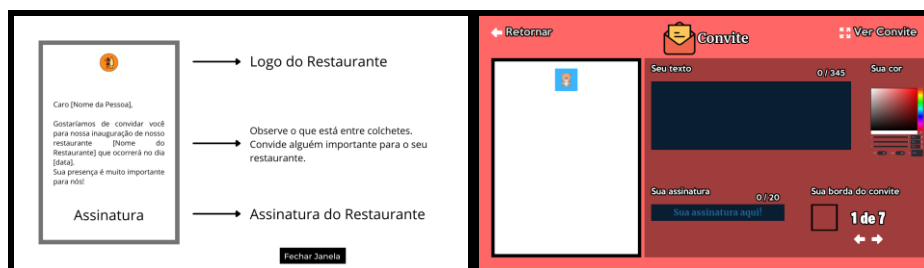 Logo do Restaurante
Caro [Nome da Pessoa],
Gostaríamos de convidar você
para nossa inauguração de nosso
restaurante [Nome do
Restaurante] que ocorrerá no dia
[data].
Sua presença é muito importante
para nós!
Observe o que está entre colchetes.
Convide alguém importante para o seu
restaurante.
Assinatura
Assinatura do Restaurante
Fechar Janela
Retornar
Convite
Ver Convite
Seu texto
0 / 345
Sua cor
Sua assinatura
0 / 20
Sua assinatura aqui!
Sua borda do convite
1 de 7